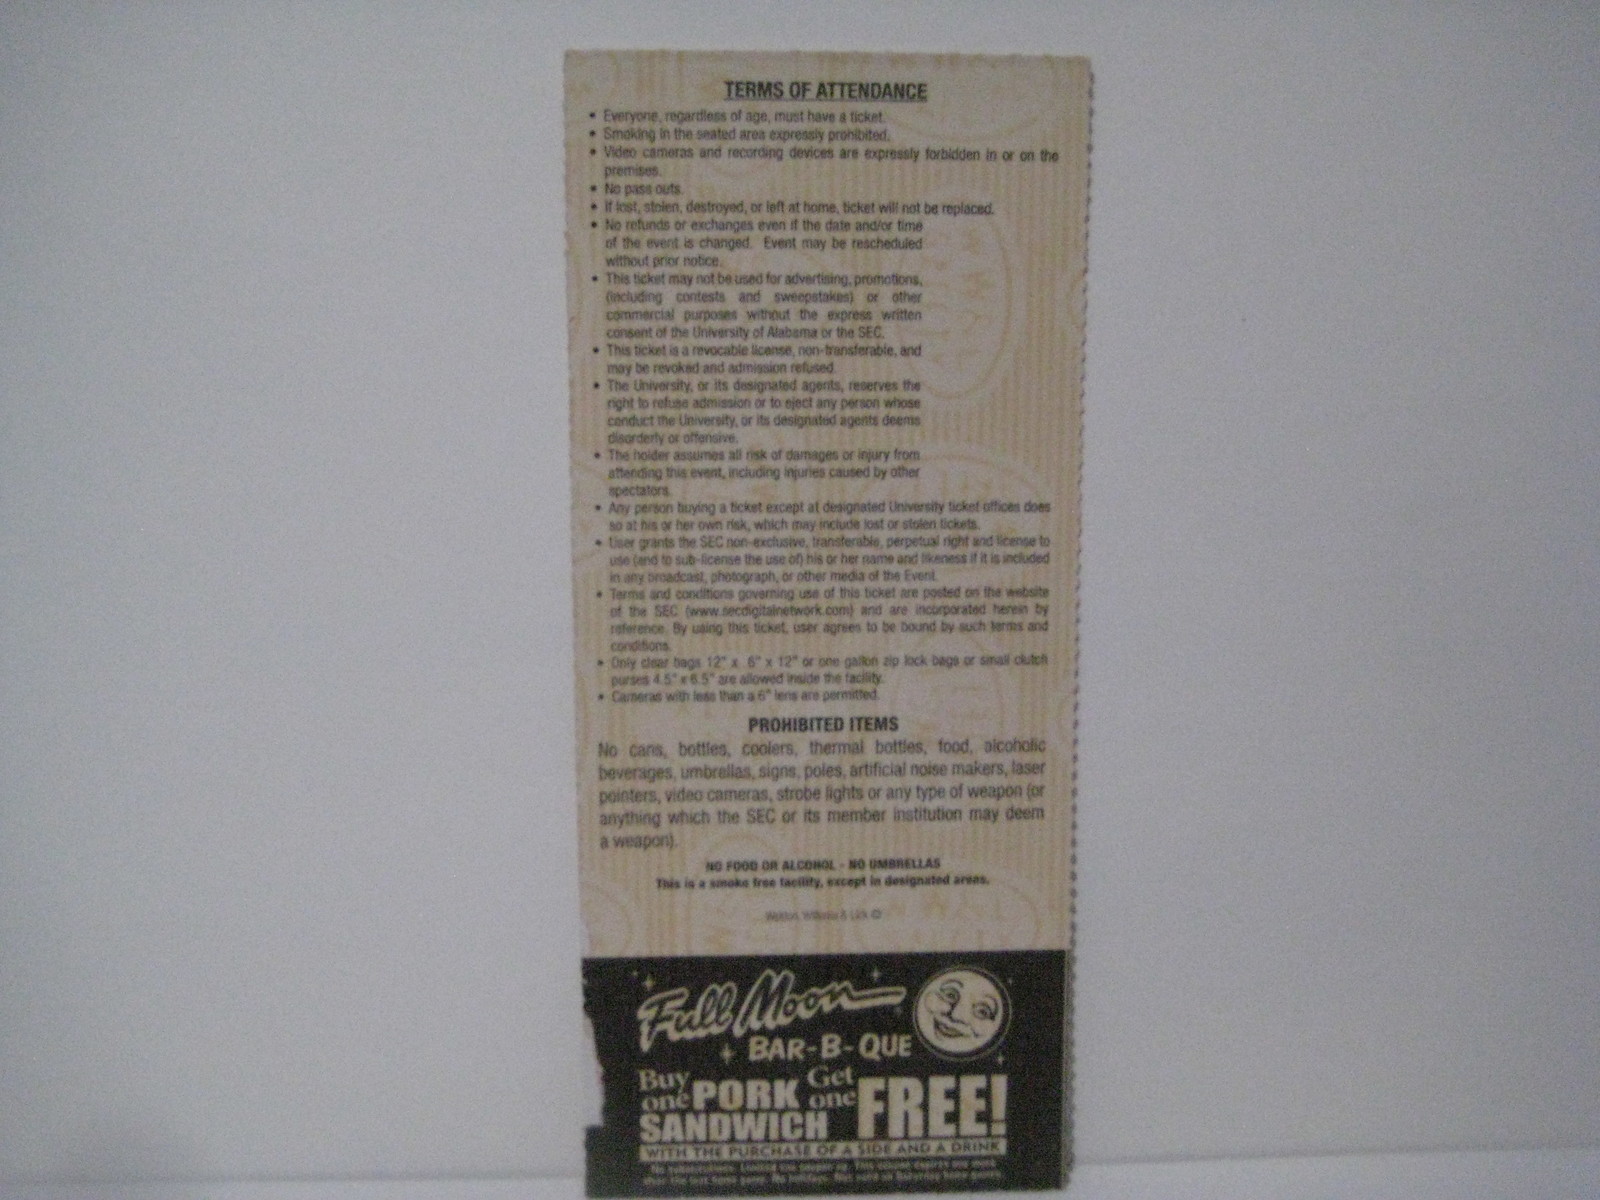 TERMS OF ATTENDANCE
• Everyone, regardless of age, must have a ticket.
• Smoking in the seated area expressly prohibited.
• Video cameras and recording devices are expressly forbidden in or on the
premises.
• No pass outs.
• If lost, stolen, destroyed, or left at home, ticket will not be replaced.
• No refunds or exchanges even if the date and/or time
of the event is changed. Event may be rescheduled
without prior notice.
• This ticket may not be used for advertising, promotions,
(including contests and sweepstakes) or other
commercial purposes without the express written
consent of the University of Alabama or the SEC.
• This ticket is a revocable license, non-transferable, and
may be revoked and admission refused.
• The University, or its designated agents, reserves the
right to refuse admission or to eject any person whose
conduct the University, or its designated agents deems
disorderly or offensive.
• The holder assumes all risk of damages or injury from
attending this event, including injuries caused by other
spectators.
• Any person buying a ticket except at designated University ticket offices does
so at his or her own risk, which may include lost or stolen tickets.
• User grants the SEC non-exclusive, transferable, perpetual right and license to
use (and to sub-license the use of) his or her name and likeness if it is included
in any broadcast, photograph, or other media of the Event.
• Terms and conditions governing use of this ticket are posted on the website
of the SEC (www.secdigitalnetwork.com) and are incorporated herein by
reference. By using this ticket, user agrees to be bound by such terms and
conditions.
• Only clear bags 12" x 6" x 12" or one gallon zip lock bags or small clutch
purses 4.5" x 6.5" are allowed inside the facility.
• Cameras with less than a 6" lens are permitted.
PROHIBITED ITEMS
No cans, bottles, coolers, thermal bottles, food, alcoholic
beverages, umbrellas, signs, poles, artificial noise makers, laser
pointers, video cameras, strobe lights or any type of weapon (or
anything which the SEC or its member institution may deem
a weapon).
NO FOOD OR ALCOHOL - NO UMBRELLAS
This is a smoke free facility, except in designated areas.
Weldon, Williams & Lick
Full Moon
BAR-B-QUE
Buy one PORK SANDWICH
Get one FREE!
WITH THE PURCHASE OF A SIDE AND A DRINK
No substitutions.